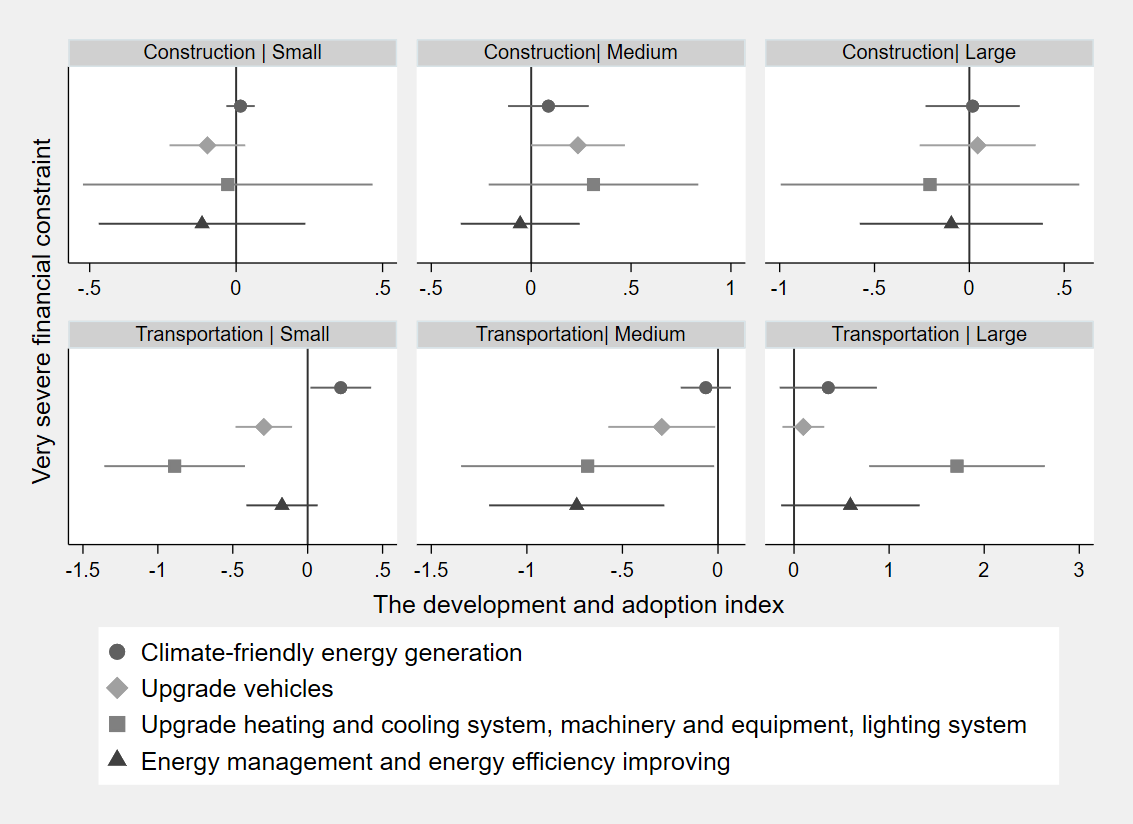 Construction | Small
Construction| Medium
Construction| Large
-.5 0 .5
-.5 0 .5 1
-1 -.5 0 .5
Transportation | Small
Transportation| Medium
Transportation | Large
-1.5 -1 -.5 0 .5
-1.5 -1 -.5 0
0 1 2 3
Very severe financial constraint
The development and adoption index
Climate-friendly energy generation
Upgrade vehicles
Upgrade heating and cooling system, machinery and equipment, lighting system
Energy management and energy efficiency improving